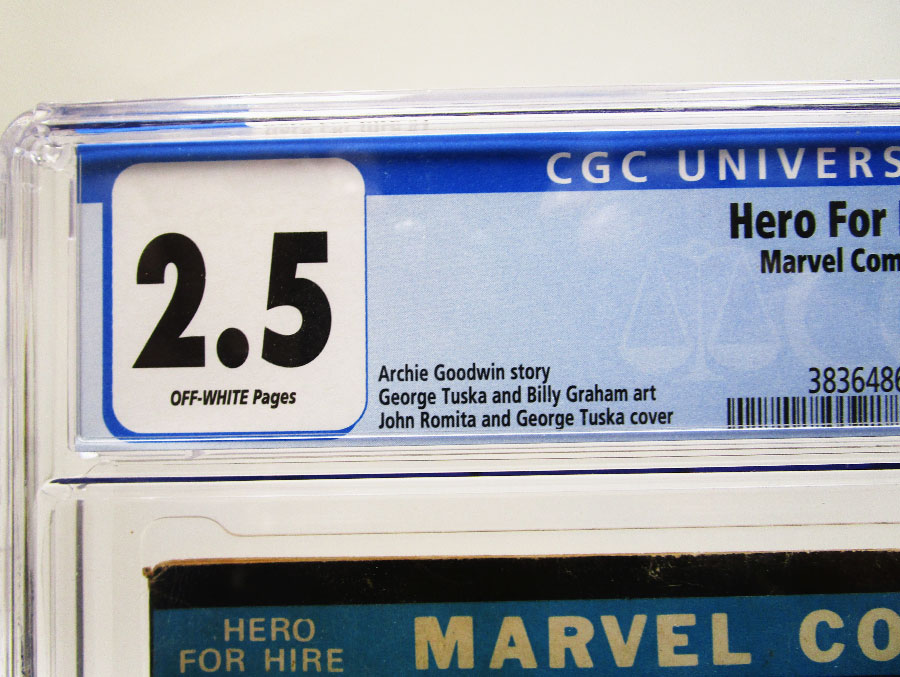 CGC UNIVERS
2.5
OFF-WHITE Pages
Hero For
Marvel Com
Archie Goodwin story
George Tuska and Billy Graham art
John Romita and George Tuska cover
3836486
HERO
FOR HIRE
MARVEL CO